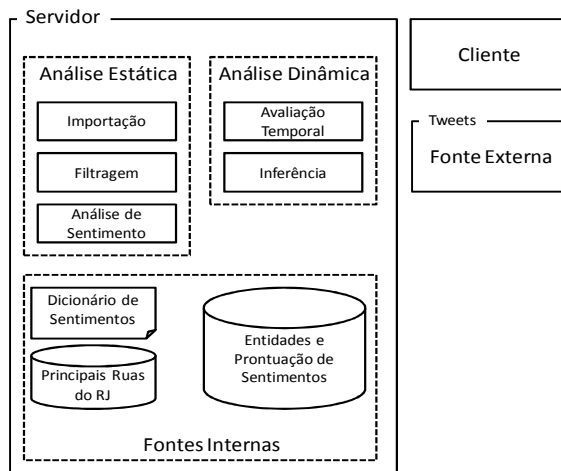 Servidor
Análise Estática
Importação
Filtragem
Análise de
Sentimento
Análise Dinâmica
Avaliação
Temporal
Inferência
Dicionário de
Sentimentos
Principais Ruas
do RJ
Entidades e
Prontuação de
Sentimentos
Fontes Internas
Cliente
Tweets
Fonte Externa